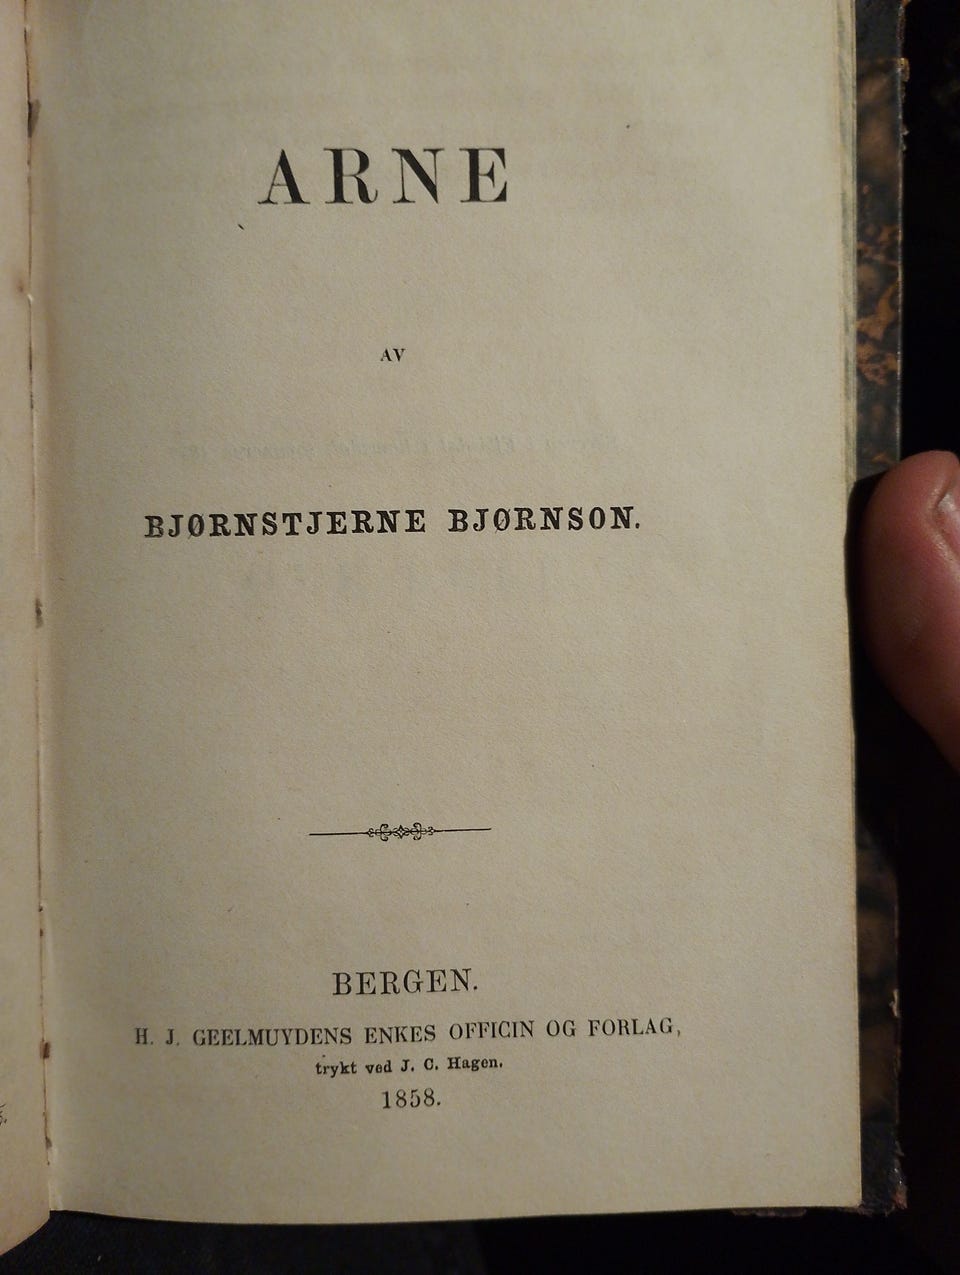 ARNE
AV
BJØRNSTJERNE BJØRNSON.
BERGEN.
H. J. GEELMUYDENS ENKES OFFICIN OG FORLAG,
trykt ved J. C. Hagen.
1858.